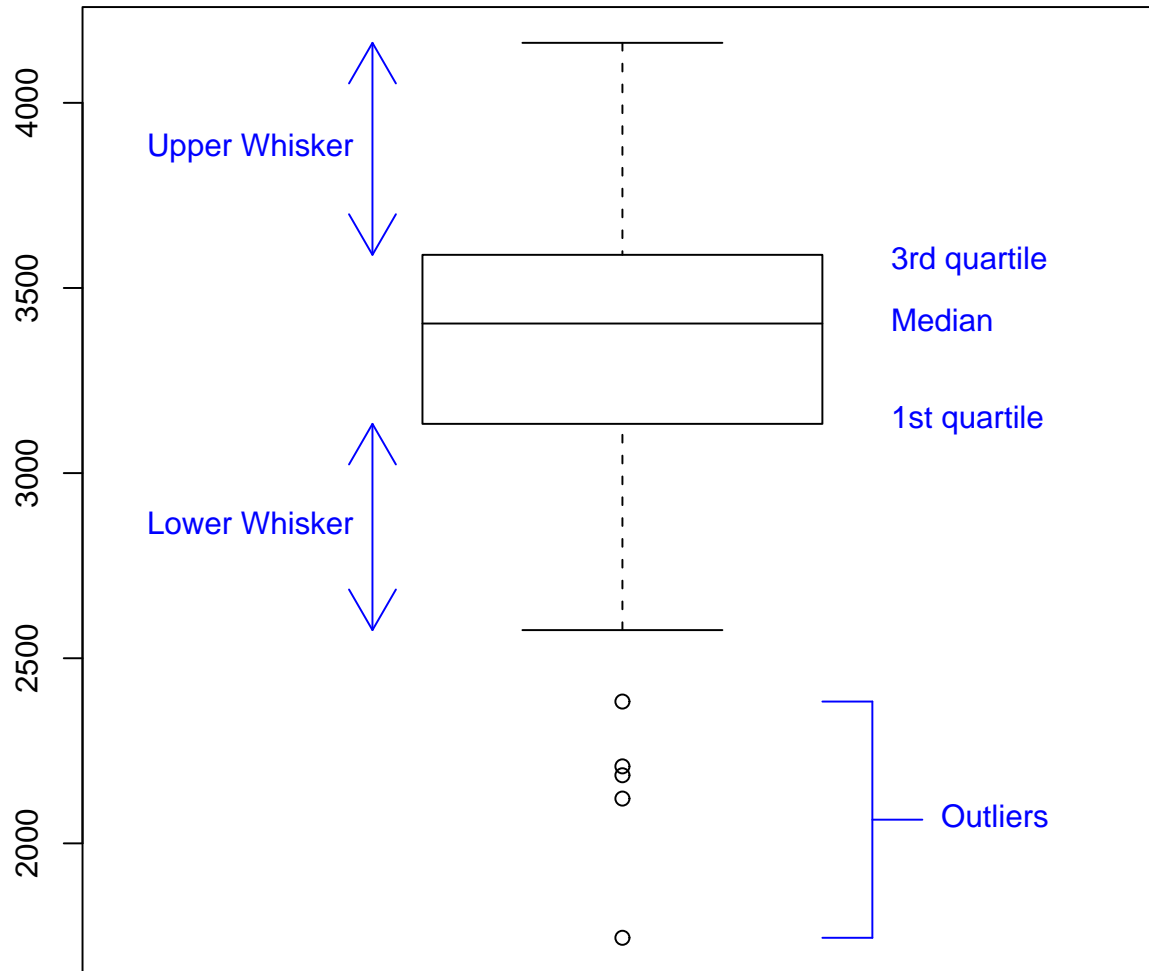 4000
Upper Whisker
3rd quartile
3500
Median
1st quartile
3000
Lower Whisker
2500
Outliers
2000